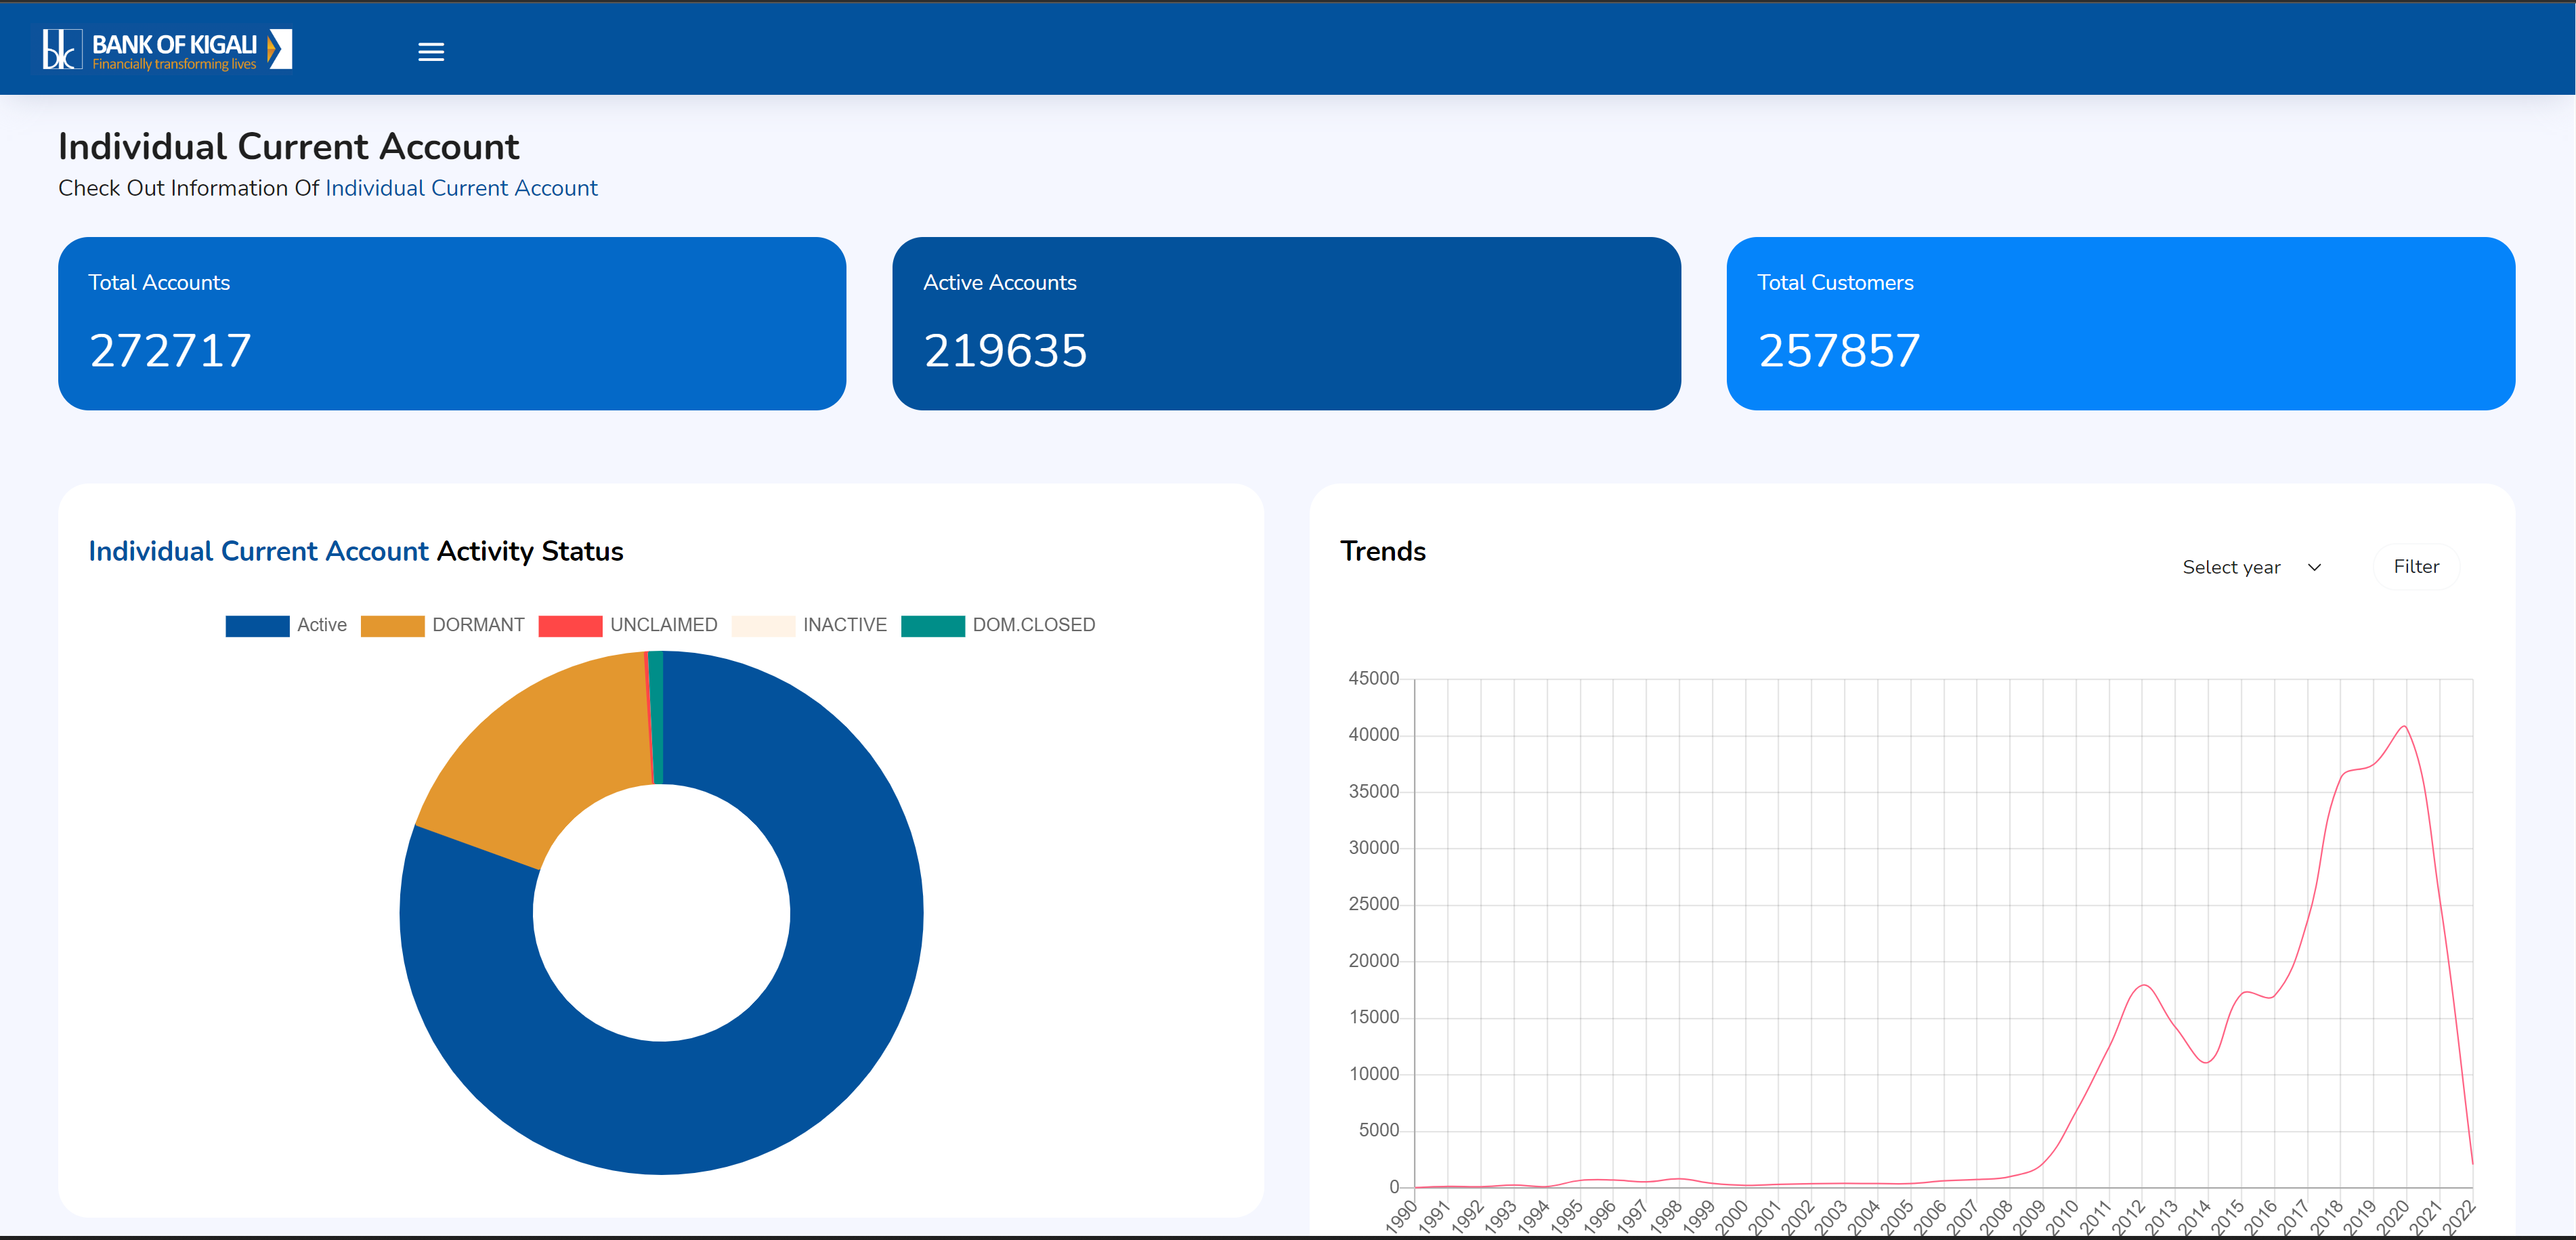 bk BANK OF KIGALI
Financially transforming lives
Individual Current Account
Check Out Information Of Individual Current Account
Total Accounts
272717
Active Accounts
219635
Total Customers
257857
Individual Current Account Activity Status
Active DORMANT UNCLAIMED INACTIVE DOM.CLOSED
Trends
Select year
Filter
45000
40000
35000
30000
25000
20000
15000
10000
5000
0
1990 1991 1992 1993 1994 1995 1996 1997 1998 1999 2000 2001 2002 2003 2004 2005 2006 2007 2008 2009 2010 2011 2012 2013 2014 2015 2016 2017 2018 2019 2020 2021 2022